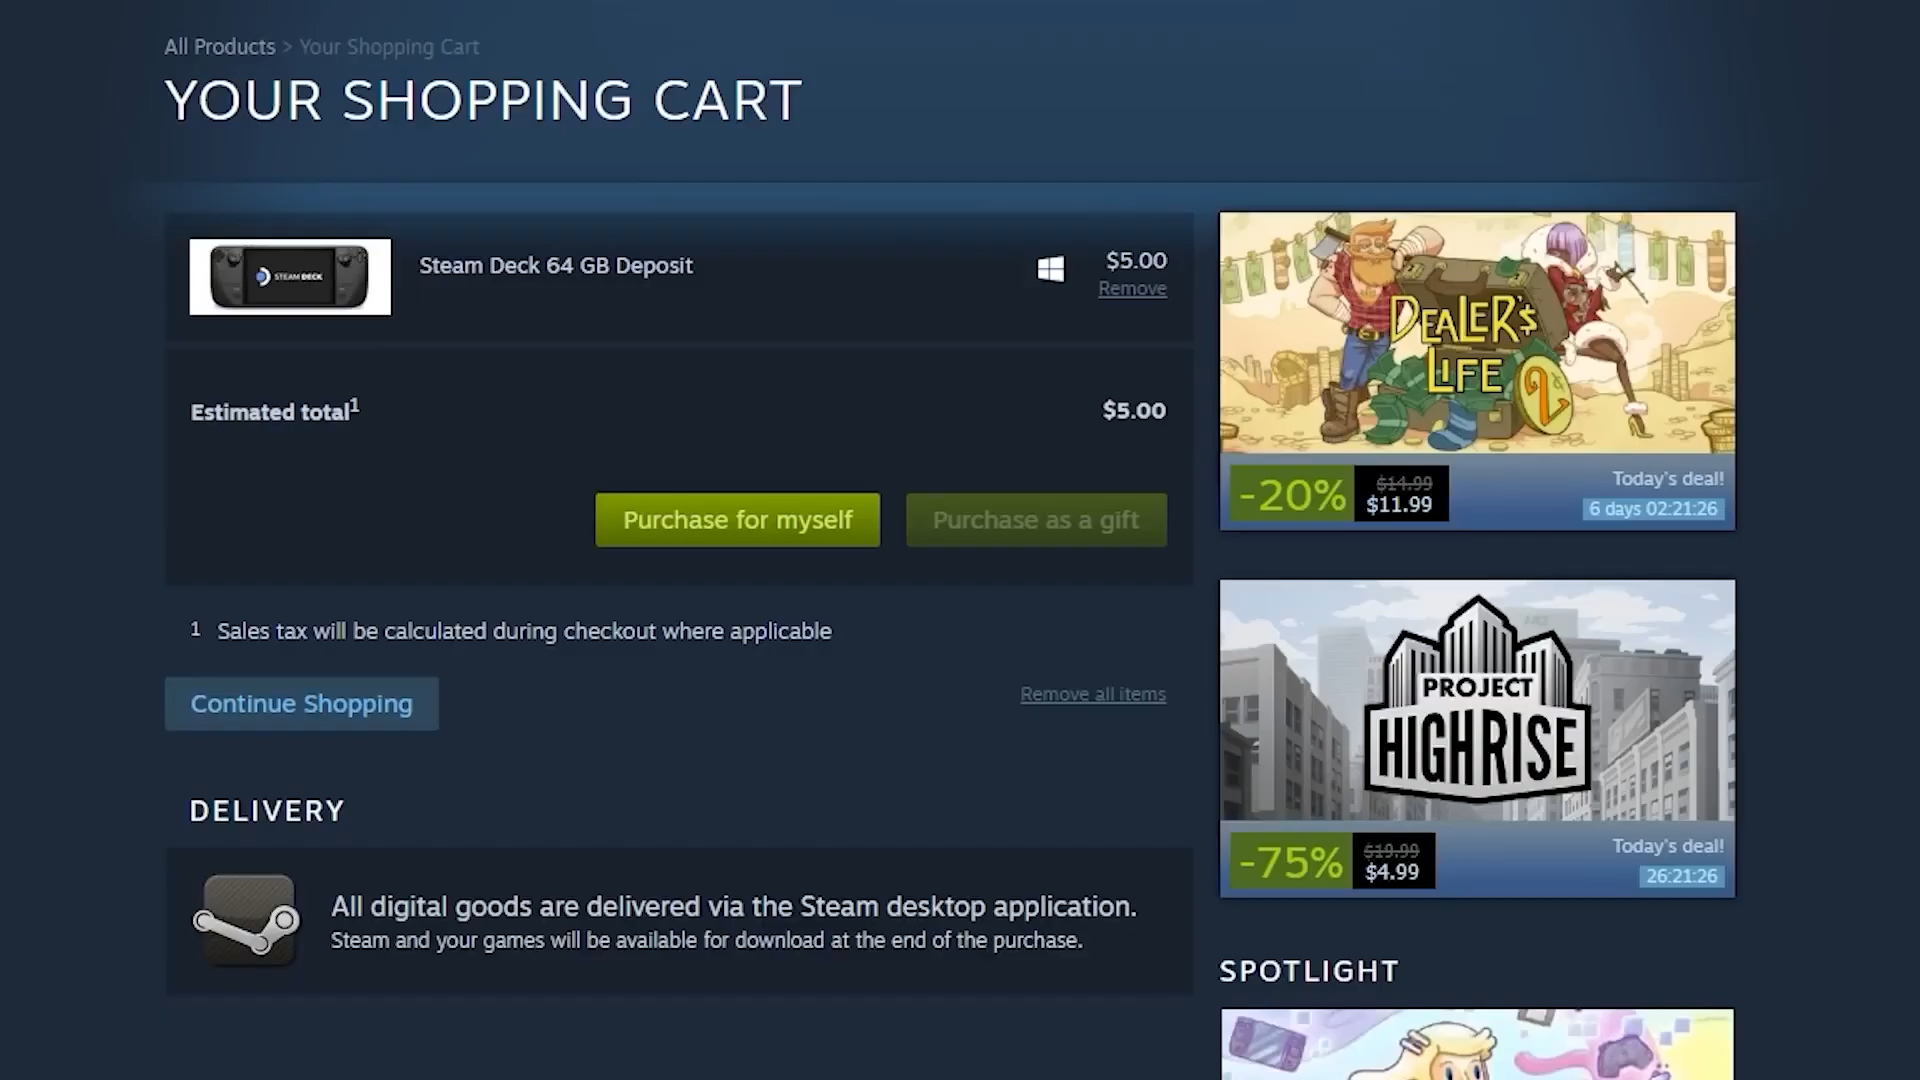 All Products > Your Shopping Cart
YOUR SHOPPING CART
STEAM DECK
Steam Deck 64 GB Deposit
$5.00
Remove
Estimated total1
$5.00
Purchase for myself
Purchase as a gift
1 Sales tax will be calculated during checkout where applicable
Continue Shopping
Remove all items
DELIVERY
All digital goods are delivered via the Steam desktop application.
Steam and your games will be available for download at the end of the purchase.
DEALER'$
LIFE
2
-20%
$14.99
$11.99
Today's deal!
6 days 02:21:26
PROJECT
HIGHRISE
-75%
$19.99
$4.99
Today's deal!
26:21:26
SPOTLIGHT